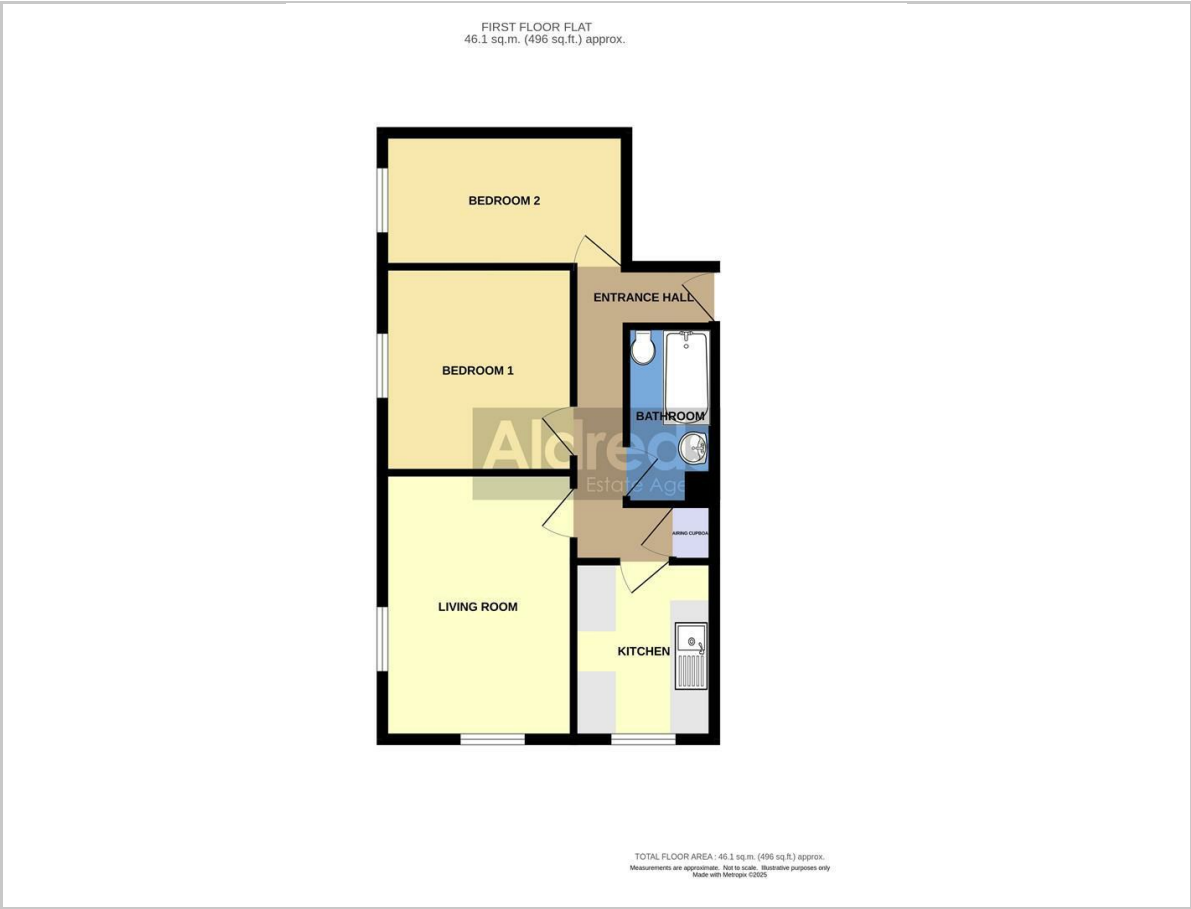 FIRST FLOOR FLAT
46.1 sq.m. (496 sq.ft.) approx.
BEDROOM 2
ENTRANCE HALL
BEDROOM 1
BATHROOM
Aldred
Estate Age
AIRING CUPBOA
LIVING ROOM
KITCHEN
TOTAL FLOOR AREA : 46.1 sq.m. (496 sq.ft.) approx.
Measurements are approximate. Not to scale. Illustrative purposes only
Made with Metropix ©2025